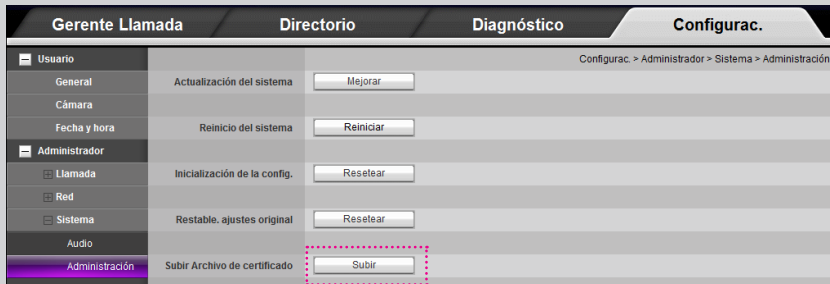 Gerente Llamada Directorio Diagnóstico Configurac.
Usuario Configurac. > Administrador > Sistema > Administración
General Actualización del sistema Mejorar
Cámara
Fecha y hora Reinicio del sistema Reiniciar
Administrador
Llamada Inicialización de la config. Resetear
Red
Sistema Restable. ajustes original Resetear
Audio
Administración Subir Archivo de certificado Subir